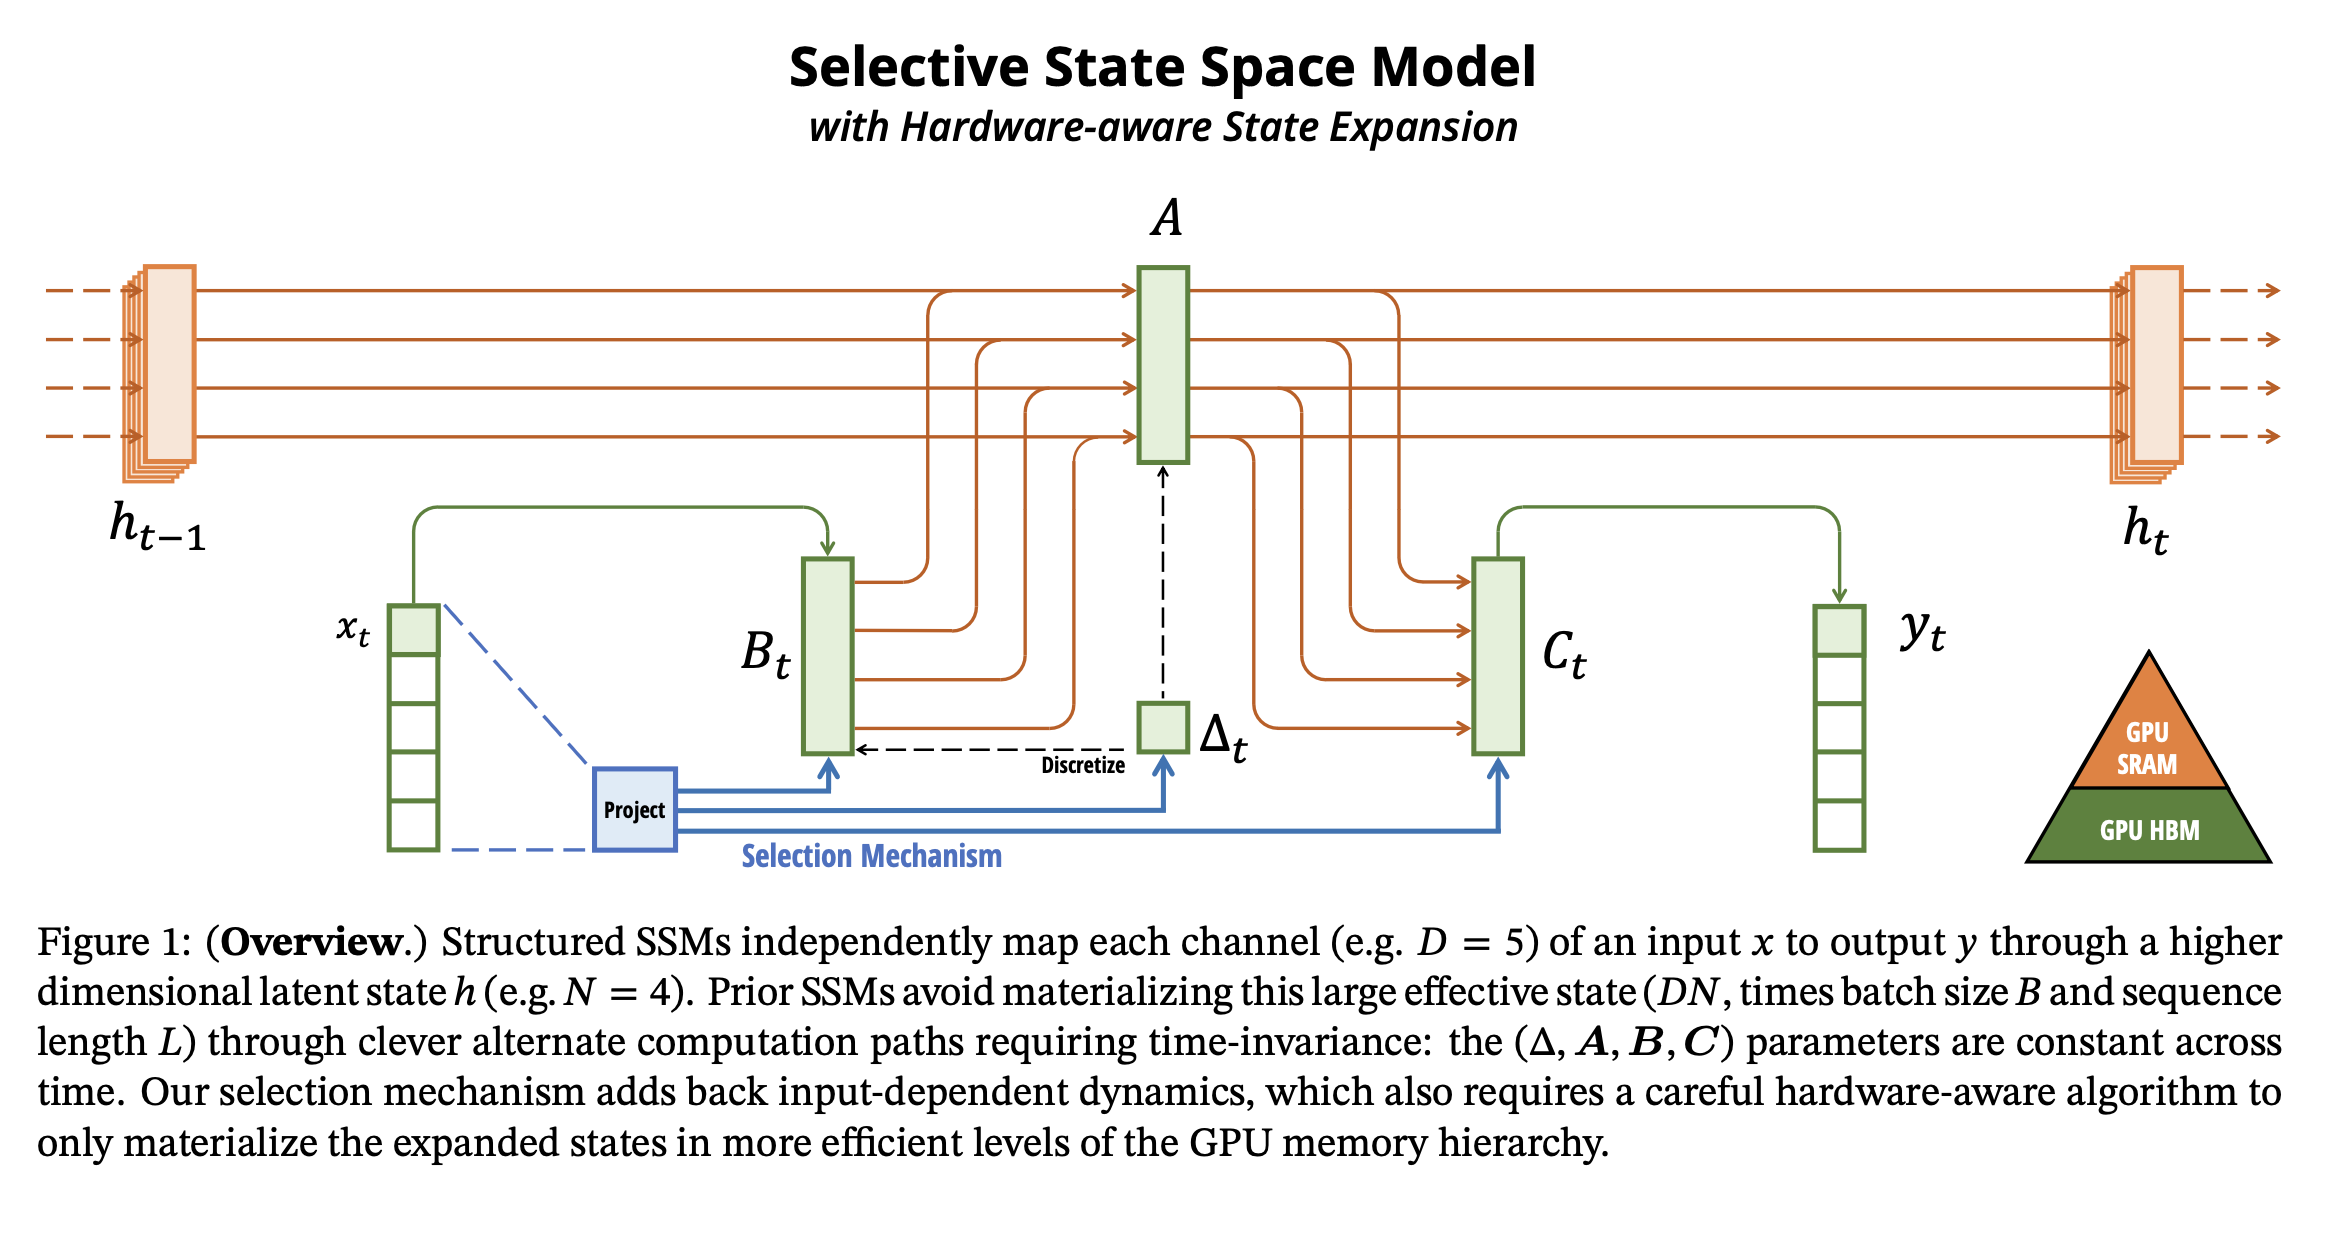 Selective State Space Model
with Hardware-aware State Expansion
A
h_{t−1}
h_t
x_t
B_t
C_t
y_t
Δ_t
Discretize
Project
Selection Mechanism
GPU
SRAM
GPU HBM
Figure 1: (Overview.) Structured SSMs independently map each channel (e.g. D = 5) of an input x to output y through a higher
dimensional latent state h (e.g. N = 4). Prior SSMs avoid materializing this large effective state (DN, times batch size B and sequence
length L) through clever alternate computation paths requiring time-invariance: the (Δ, A, B, C) parameters are constant across
time. Our selection mechanism adds back input-dependent dynamics, which also requires a careful hardware-aware algorithm to
only materialize the expanded states in more efficient levels of the GPU memory hierarchy.